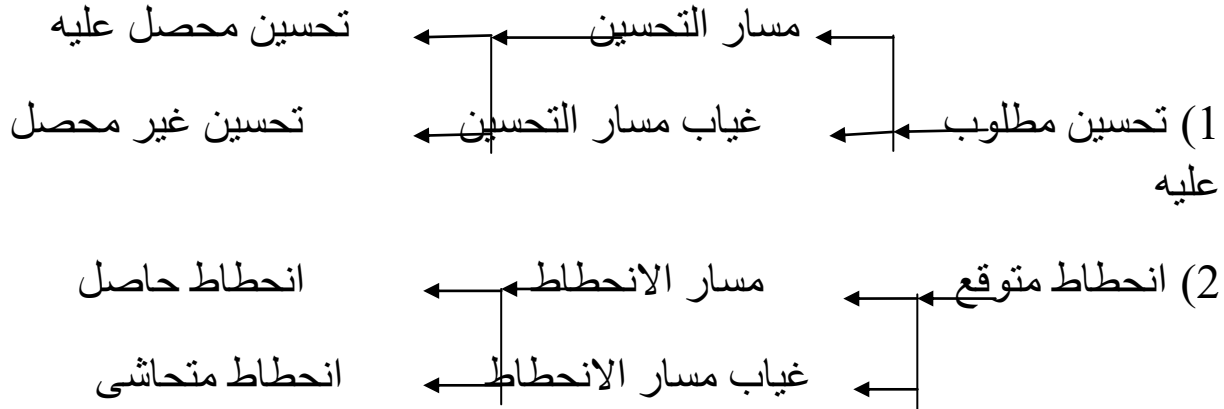 مسار التحسين تحسين محصل عليه
1) تحسين مطلوب غياب مسار التحسين تحسين غير محصل
عليه
2) انحطاط متوقع مسار الانحطاط انحطاط حاصل
غياب مسار الانحطاط انحطاط متحاشى